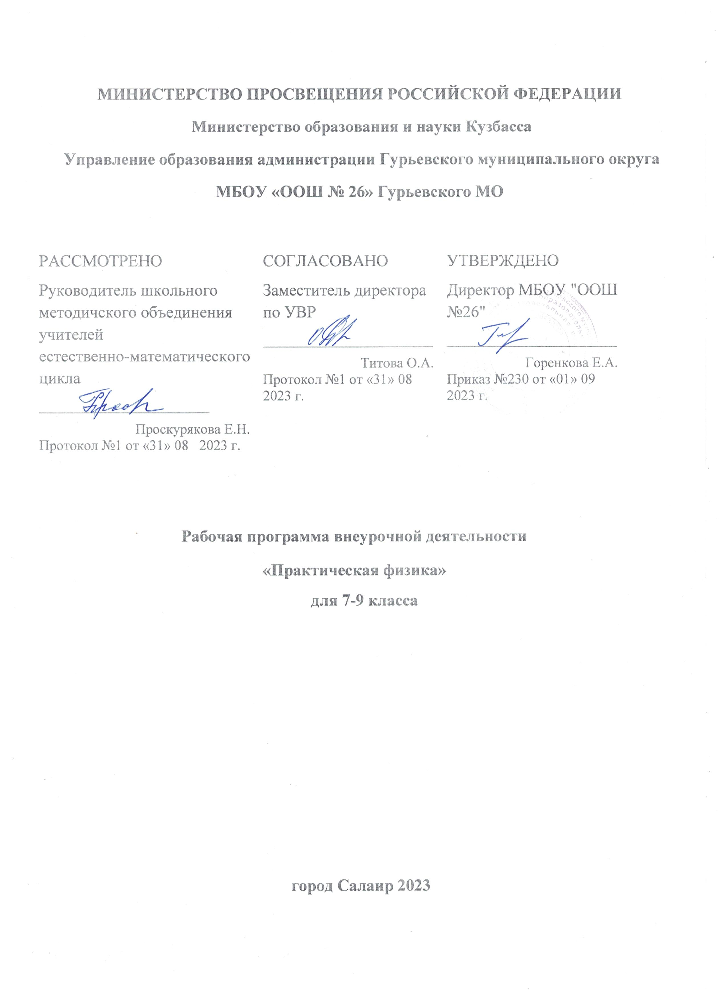 МИНИСТЕРСТВО ПРОСВЕЩЕНИЯ РОССИЙСКОЙ ФЕДЕРАЦИИ
Министерство образования и науки Кузбасса
Управление образования администрации Гурьевского муниципального округа
МБОУ «ООШ № 26» Гурьевского МО
РАССМОТРЕНО
Руководитель школьного
методичского объединения
учителей
естественно-математического
цикла
Проскурякова Е.Н.
Протокол №1 от «31» 08 2023 г.
СОГЛАСОВАНО
Заместитель директора
по УВР
Титова О.А.
Протокол №1 от «31» 08
2023 г.
УТВЕРЖДЕНО
Директор МБОУ "ООШ
№26"
Горенкова Е.А.
Приказ №230 от «01» 09
2023 г.
Рабочая программа внеурочной деятельности
«Практическая физика»
для 7-9 класса
город Салаир 2023